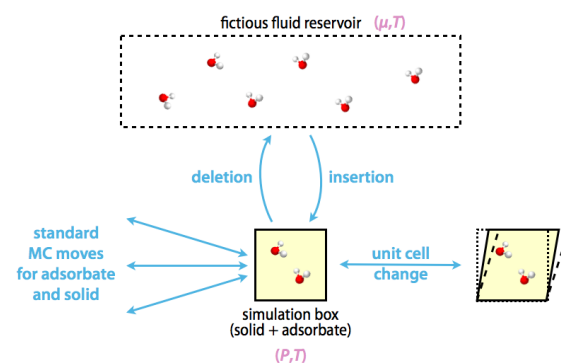 fictious fluid reservoir (μ,T)
deletion
insertion
standard
MC moves
for adsorbate
and solid
unit cell
change
simulation box
(solid + adsorbate)
(P,T)